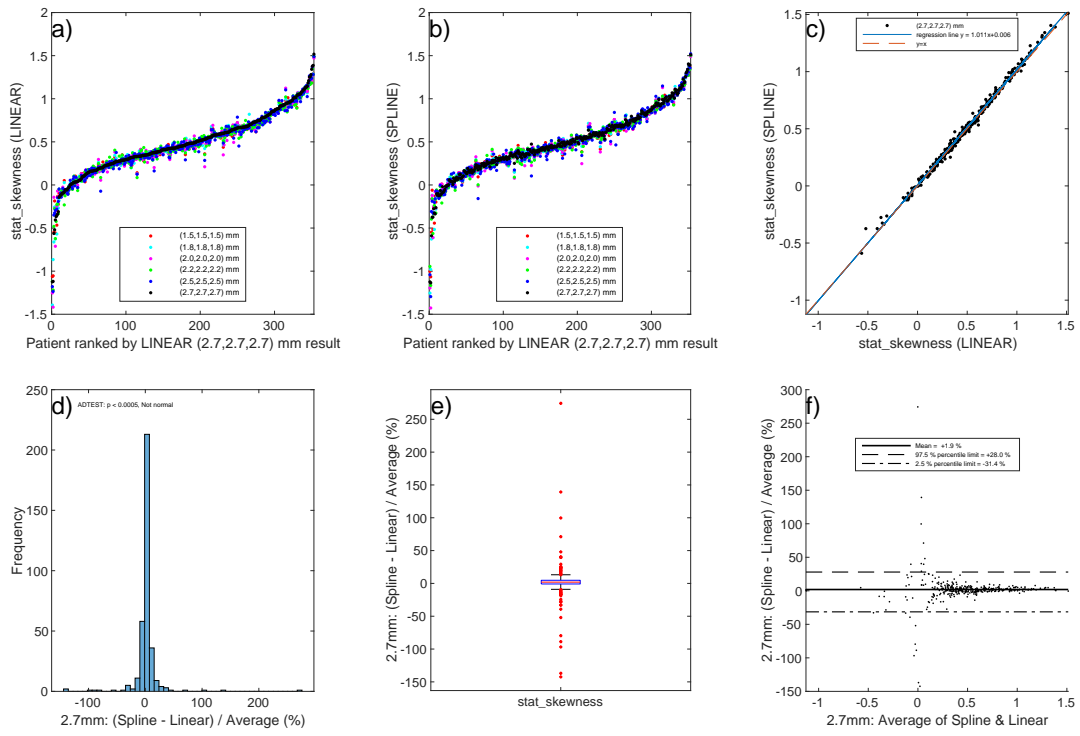 a)
2
1.5
1
0.5
0
-0.5
-1
-1.5
stat_skewness (LINEAR)
(1.5,1.5,1.5) mm
(1.8,1.8,1.8) mm
(2.0,2.0,2.0) mm
(2.2,2.2,2.2) mm
(2.5,2.5,2.5) mm
(2.7,2.7,2.7) mm
0 100 200 300
Patient ranked by LINEAR (2.7,2.7,2.7) mm result
b)
2
1.5
1
0.5
0
-0.5
-1
-1.5
stat_skewness (SPLINE)
(1.5,1.5,1.5) mm
(1.8,1.8,1.8) mm
(2.0,2.0,2.0) mm
(2.2,2.2,2.2) mm
(2.5,2.5,2.5) mm
(2.7,2.7,2.7) mm
0 100 200 300
Patient ranked by LINEAR (2.7,2.7,2.7) mm result
c)
(2.7,2.7,2.7) mm
regression line y = 1.011x+0.006
y=x
1.5
1
0.5
0
-0.5
-1
stat_skewness (SPLINE)
-1 -0.5 0 0.5 1 1.5
stat_skewness (LINEAR)
d)
ADTEST: p < 0.0005, Not normal
250
200
150
100
50
0
Frequency
-100 0 100 200
2.7mm: (Spline - Linear) / Average (%)
e)
250
200
150
100
50
0
-50
-100
-150
2.7mm: (Spline - Linear) / Average (%)
stat_skewness
f)
300
250
200
150
100
50
0
-50
-100
-150
2.7mm: (Spline - Linear) / Average (%)
Mean = +1.9 %
97.5 % percentile limit = +28.0 %
2.5 % percentile limit = -31.4 %
-1 -0.5 0 0.5 1 1.5
2.7mm: Average of Spline & Linear